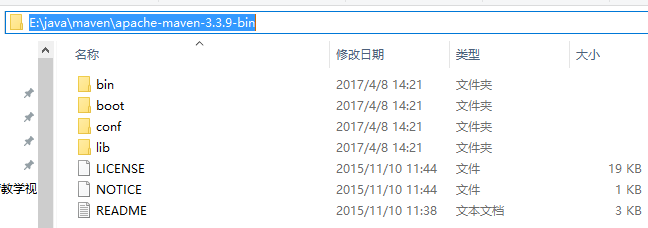 E:\java\maven\apache-maven-3.3.9-bin
名称 修改日期 类型 大小
bin 2017/4/8 14:21 文件夹
boot 2017/4/8 14:21 文件夹
conf 2017/4/8 14:21 文件夹
lib 2017/4/8 14:21 文件夹
LICENSE 2015/11/10 11:44 文件 19 KB
教学视 NOTICE 2015/11/10 11:44 文件 1 KB
README 2015/11/10 11:38 文本文档 3 KB